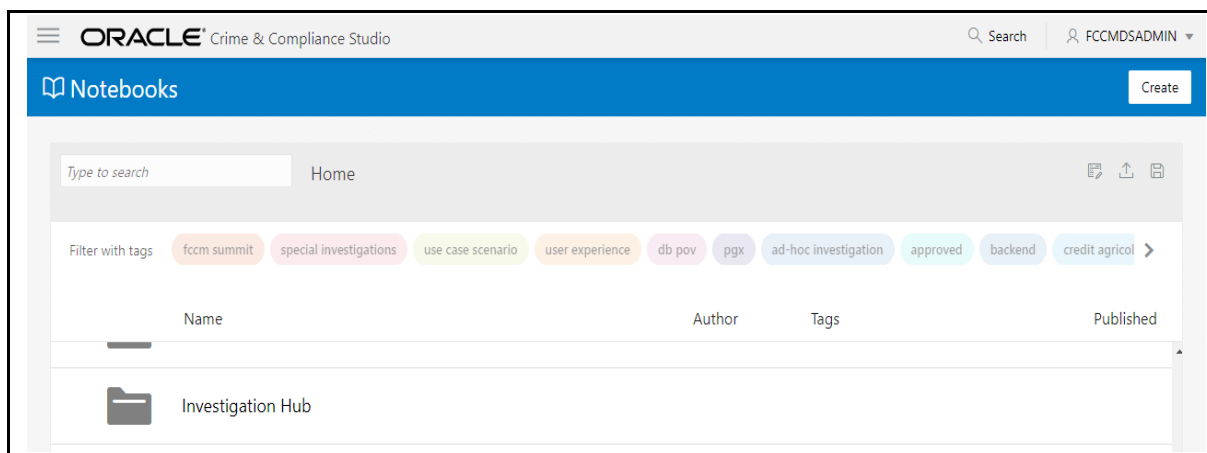 ORACLE® Crime & Compliance Studio Search FCCMDSADMIN
Notebooks Create
Type to search Home
Filter with tags fccm summit special investigations use case scenario user experience db pov pgx ad-hoc investigation approved backend credit agricol
Name Author Tags Published
Investigation Hub